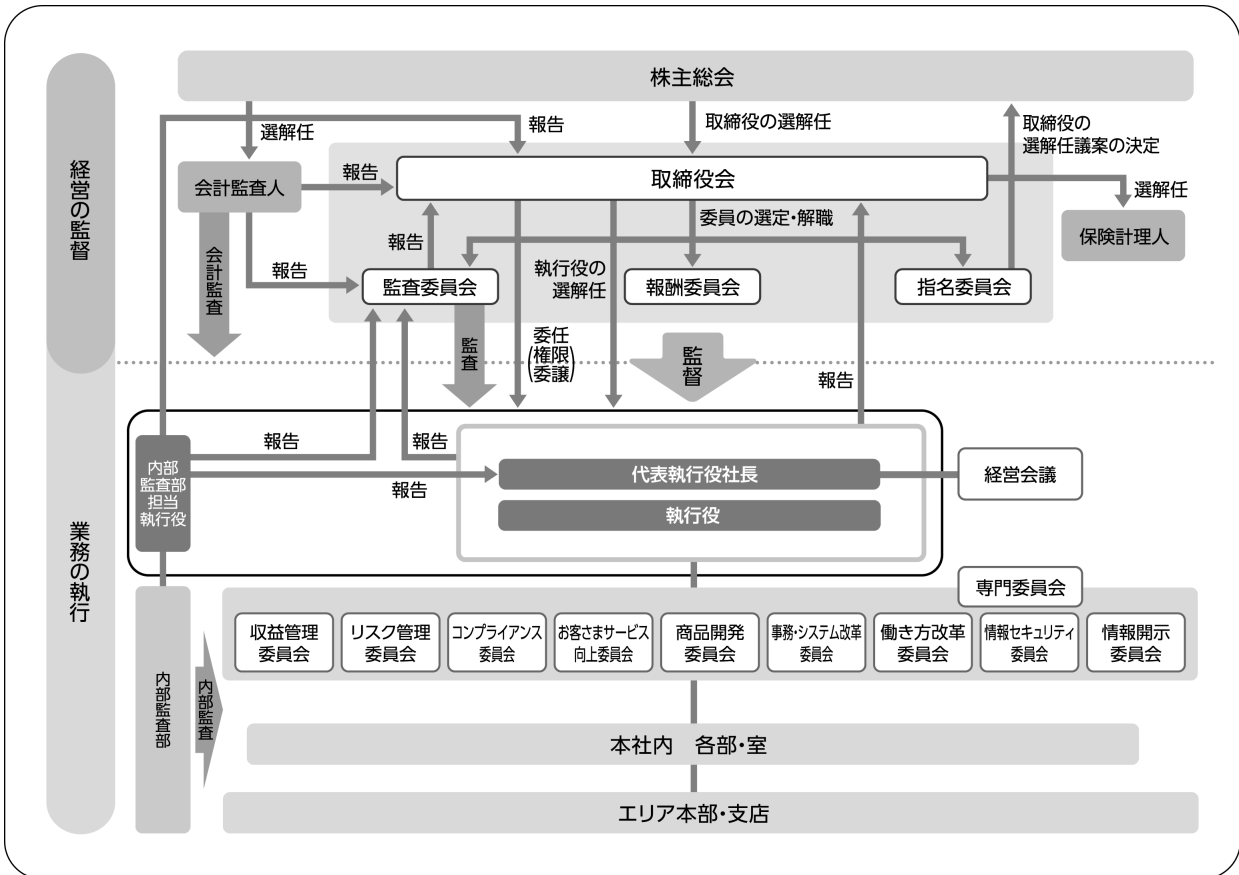 株主総会
選解任
報告
取締役の選解任
取締役の
選解任議案の決定
経営の監督
会計監査人
報告
取締役会
選解任
保険計理人
委員の選定・解職
報告
会計監査
報告
執行役の
選解任
監査委員会
報酬委員会
指名委員会
監査
委任
(権限
委譲)
監督
報告
業務の執行
内部
監査部
担当
執行役
報告
報告
報告
代表執行役社長
執行役
経営会議
専門委員会
収益管理
委員会
リスク管理
委員会
コンプライアンス
委員会
お客さまサービス
向上委員会
商品開発
委員会
事務・システム改革
委員会
働き方改革
委員会
情報セキュリティ
委員会
情報開示
委員会
内部監査部
内部監査
本社内 各部・室
エリア本部・支店